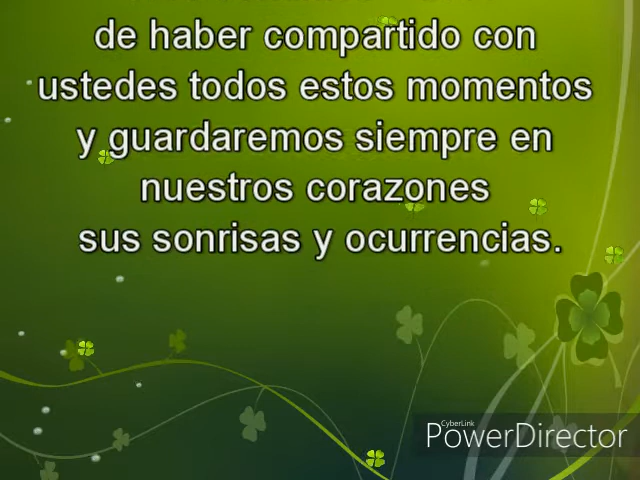 de haber compartido con
ustedes todos estos momentos
y guardaremos siempre en
nuestros corazones
sus sonrisas y ocurrencias.
CyberLink
PowerDirector